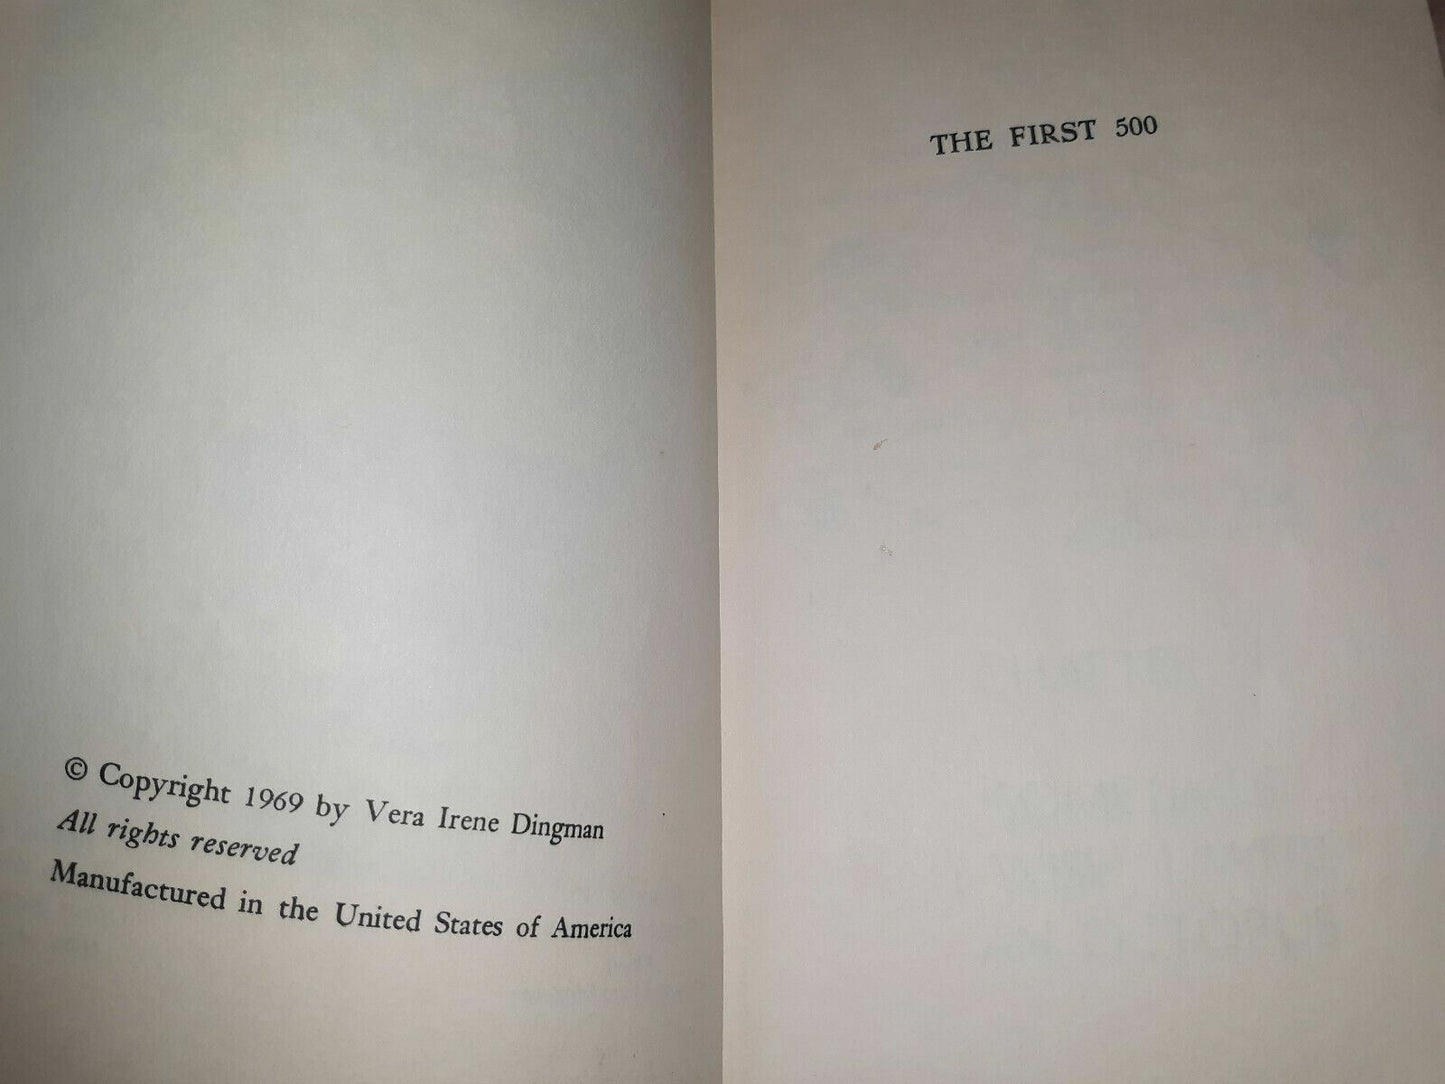 © Copyright 1969 by Vera Irene Dingman
All rights reserved
Manufactured in the United States of America
THE FIRST 500